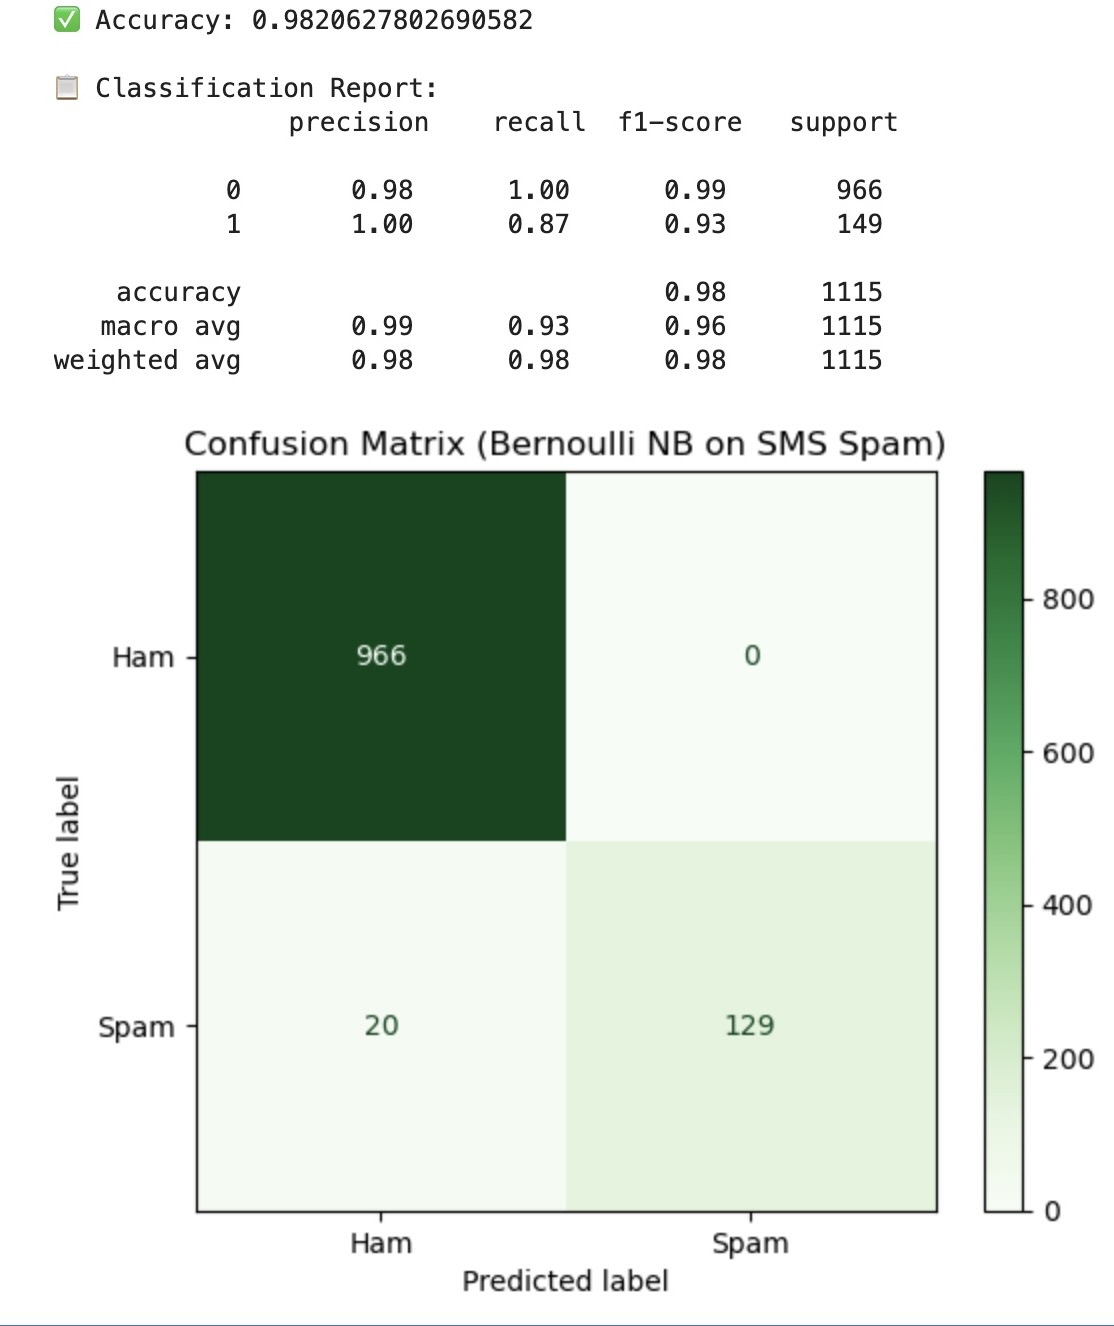 ✅ Accuracy: 0.9820627802690582
📋 Classification Report:
precision recall f1-score support
0 0.98 1.00 0.99 966
1 1.00 0.87 0.93 149
accuracy 0.98 1115
macro avg 0.99 0.93 0.96 1115
weighted avg 0.98 0.98 0.98 1115
Confusion Matrix (Bernoulli NB on SMS Spam)
800
Ham 966 0
600
True label
400
Spam 20 129
200
0
Ham Spam
Predicted label